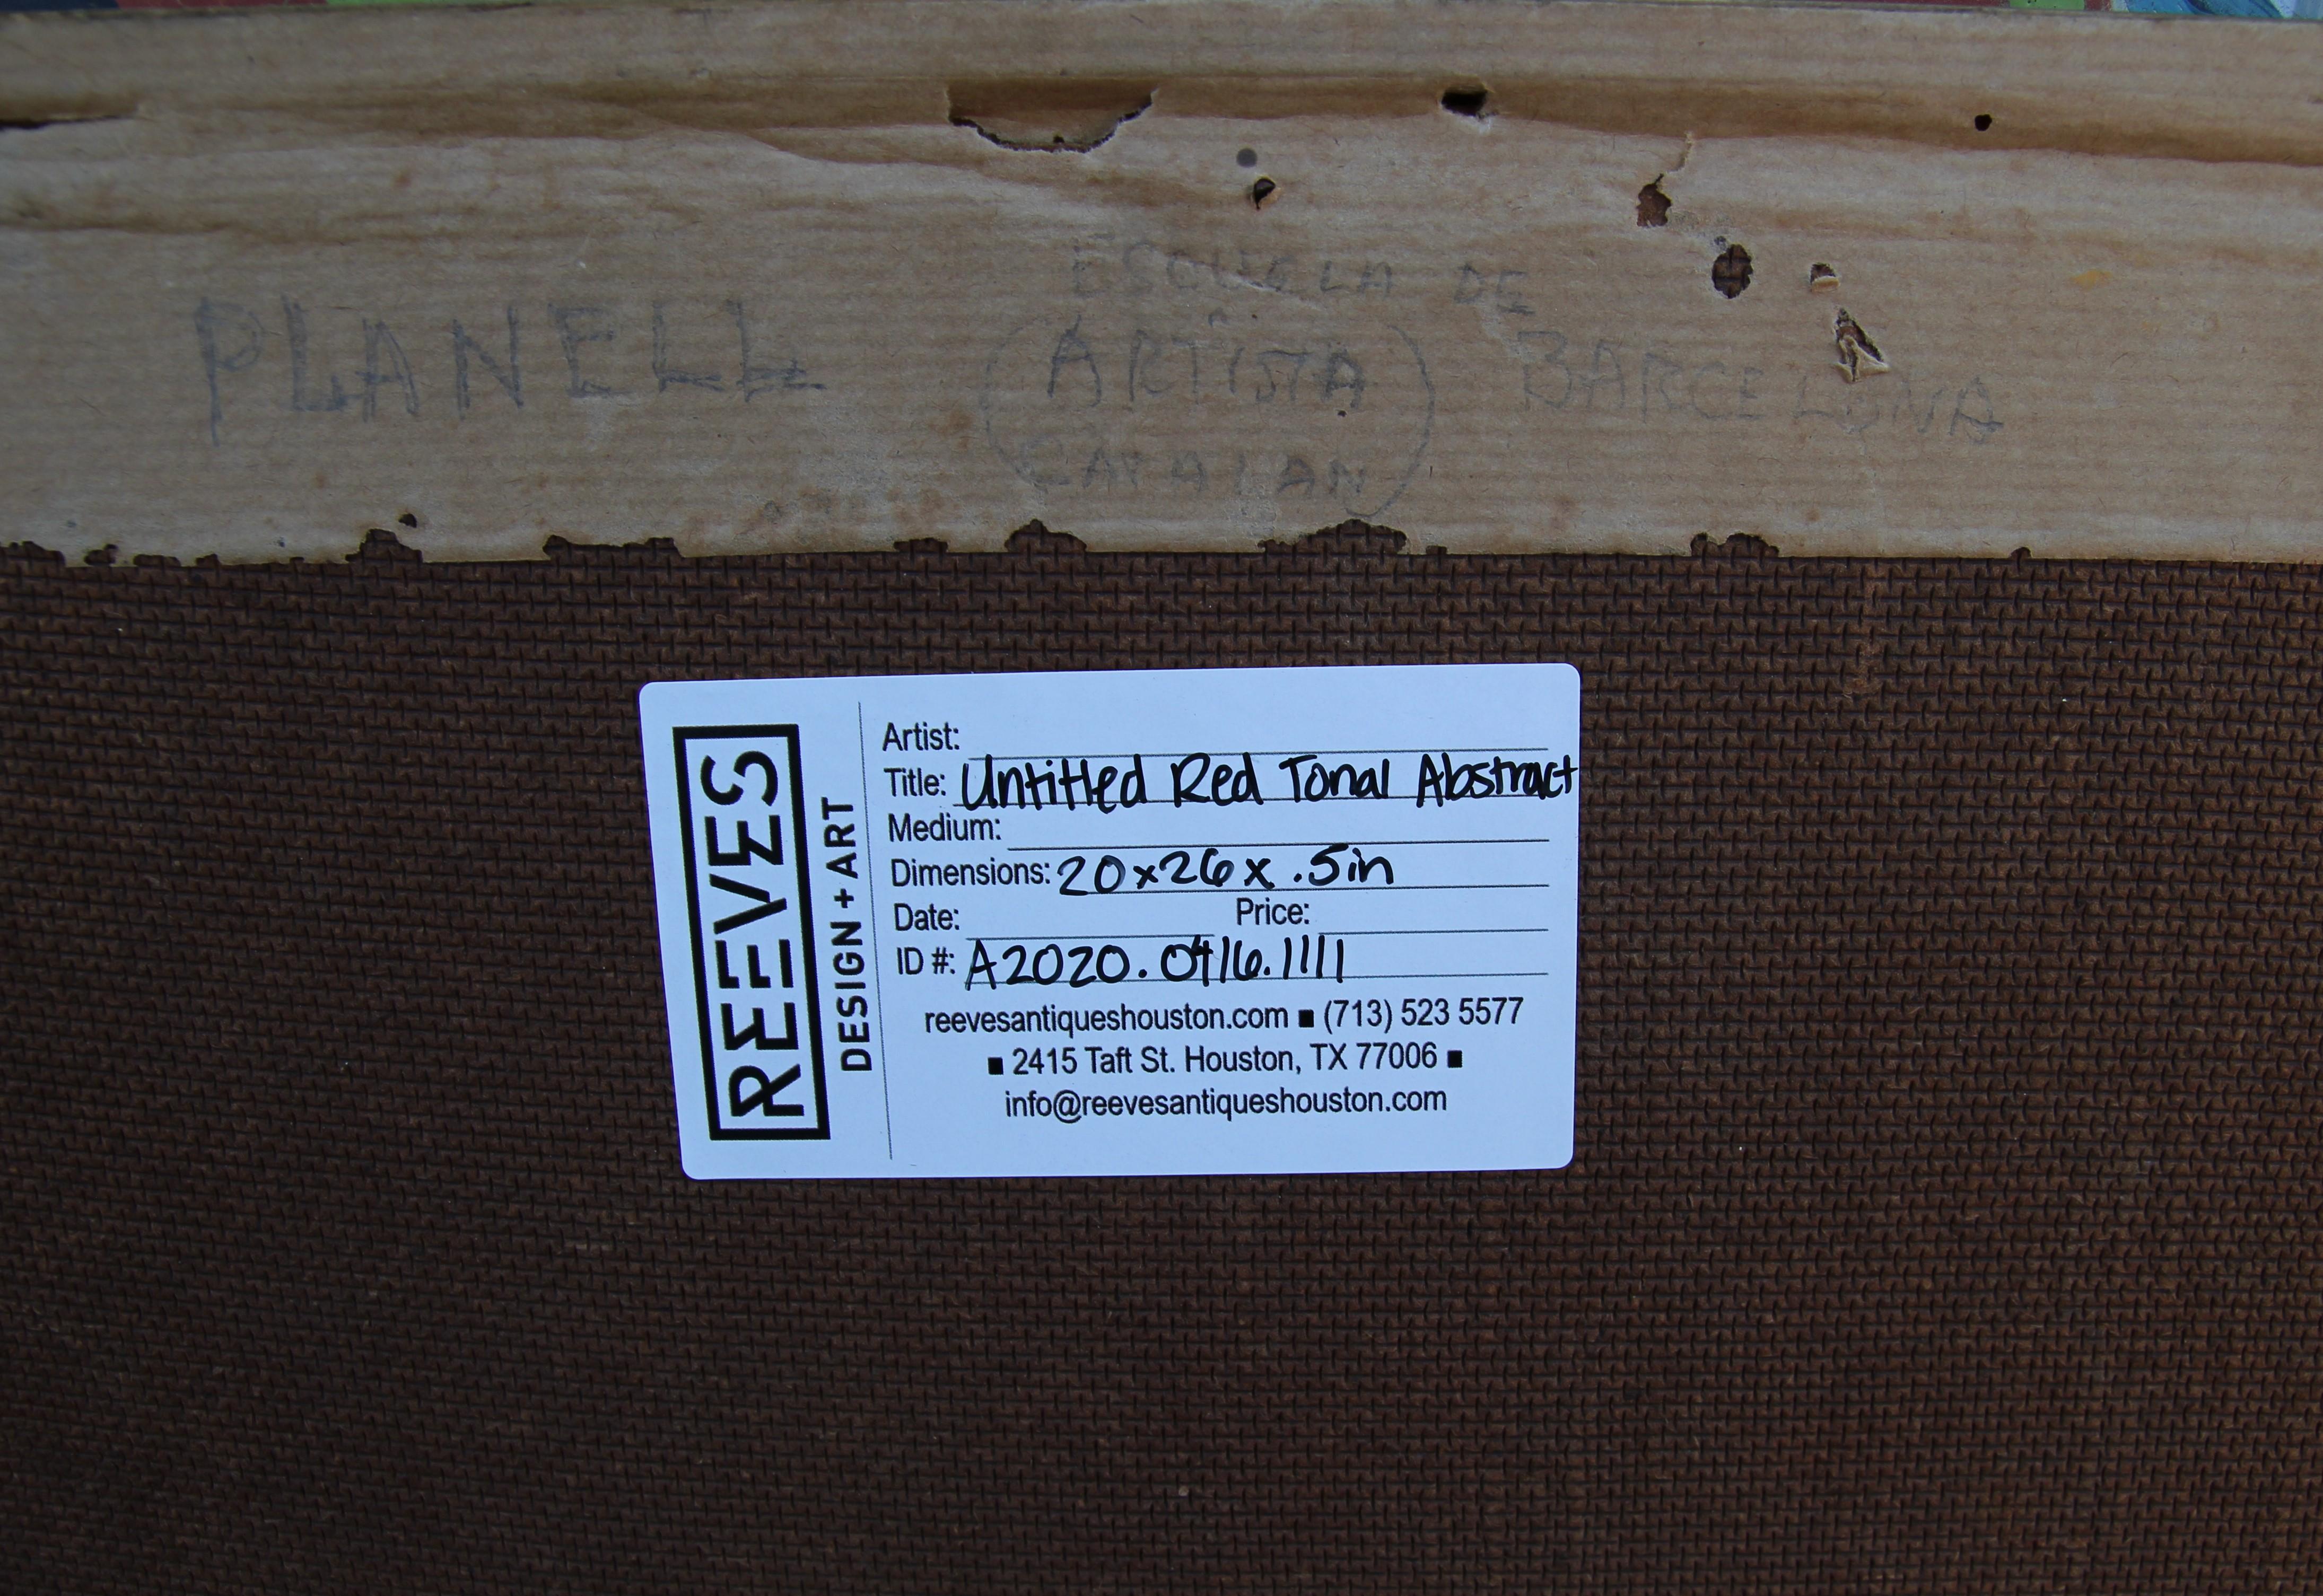 ESCUELA DE
PLANELL (ARTISTA BARCELONA
CATALAN)
REEVES
DESIGN + ART
Artist:
Title: Untitled Red Tonal Abstract
Medium:
Dimensions: 20x26x .5in
Date: Price:
ID #: A2020.0416.1111
reevesantiqueshouston.com ■ (713) 523 5577
■ 2415 Taft St. Houston, TX 77006 ■
info@reevesantiqueshouston.com